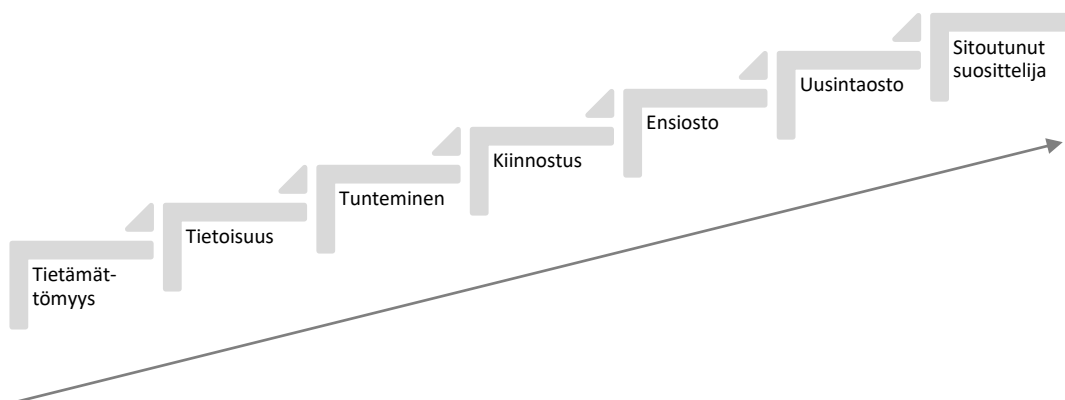 Tietämät-
tömyys
Tietoisuus
Tunteminen
Kiinnostus
Ensiosto
Uusintaosto
Sitoutunut
suosittelija